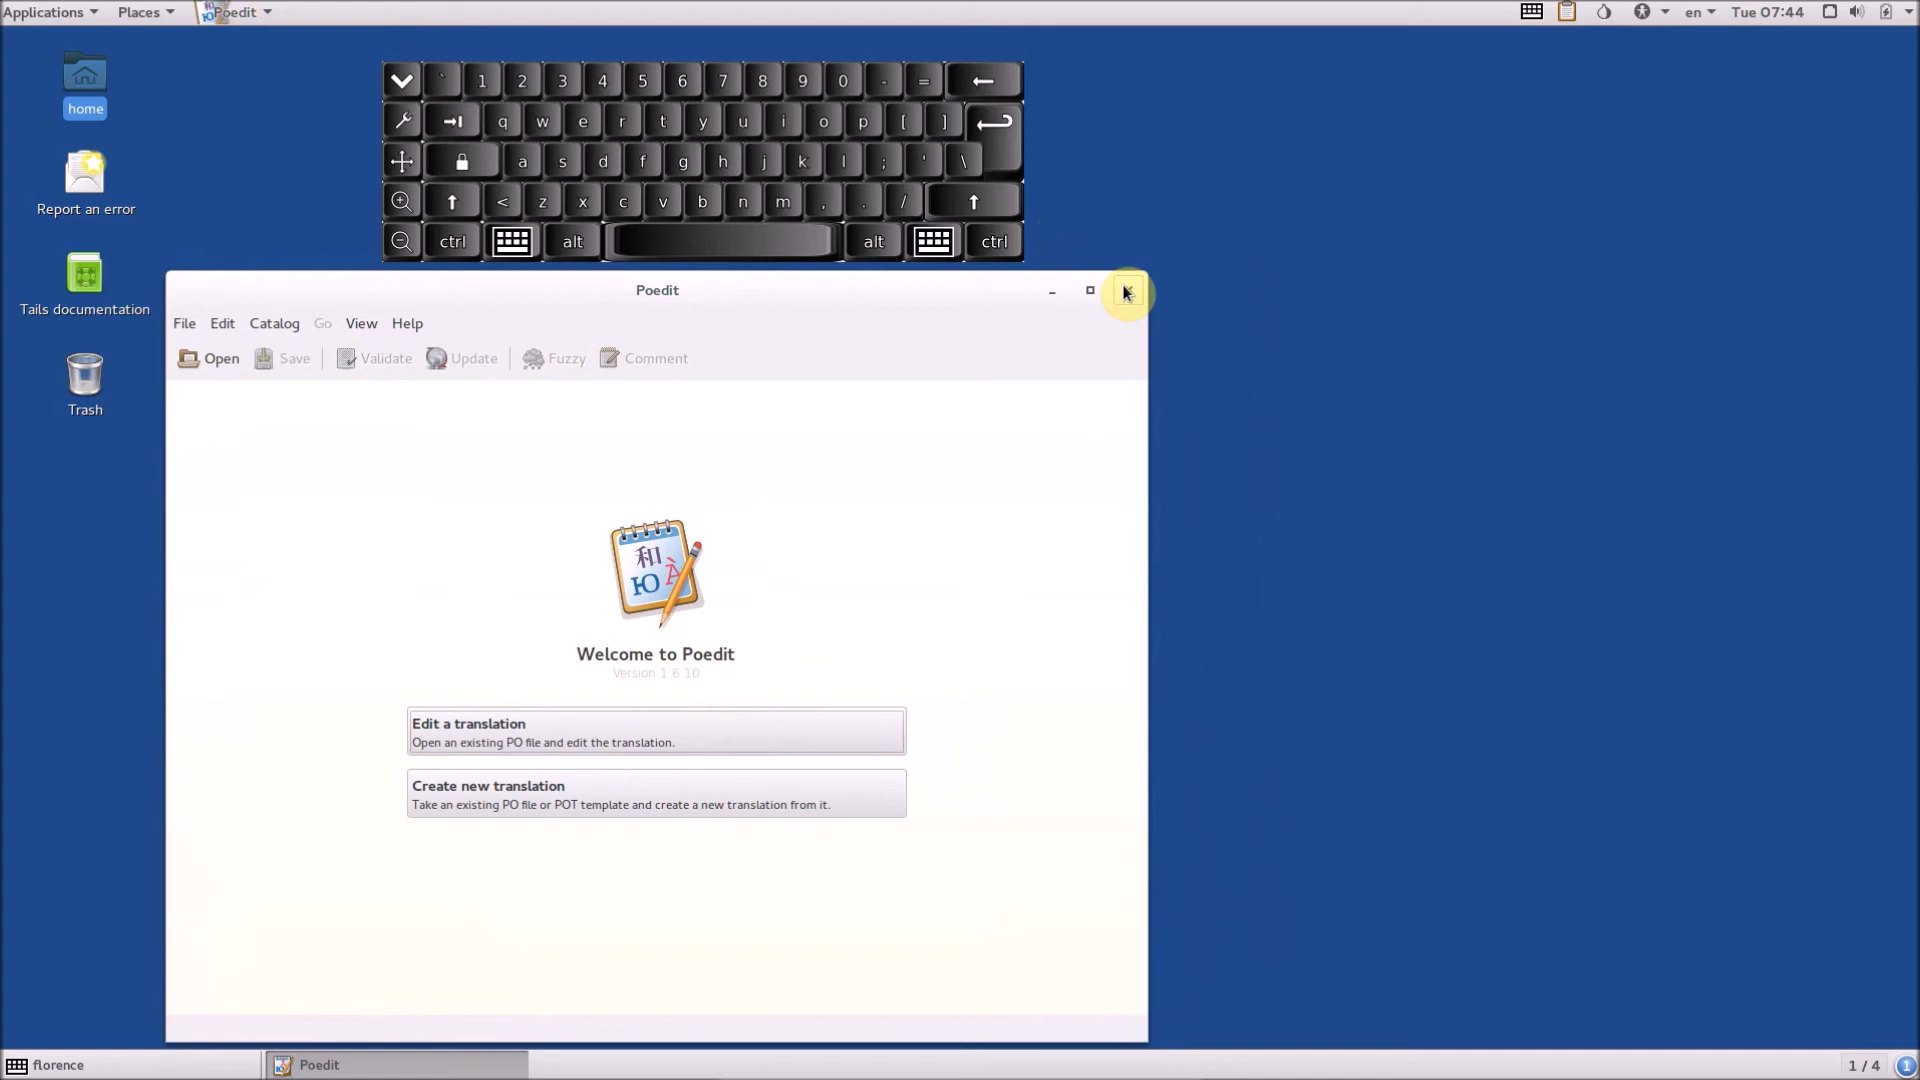 Applications Places Poedit en Tue 07:44
home
Report an error
Tails documentation
Trash
` 1 2 3 4 5 6 7 8 9 0 - =
q w e r t y u i o p [ ]
a s d f g h j k l ; ' \
< z x c v b n m , . /
ctrl alt alt ctrl
Poedit
File Edit Catalog Go View Help
Open Save Validate Update Fuzzy Comment
和
Ю À
Welcome to Poedit
Version 1.6.10
Edit a translation
Open an existing PO file and edit the translation.
Create new translation
Take an existing PO file or POT template and create a new translation from it.
florence Poedit 1 / 4 1